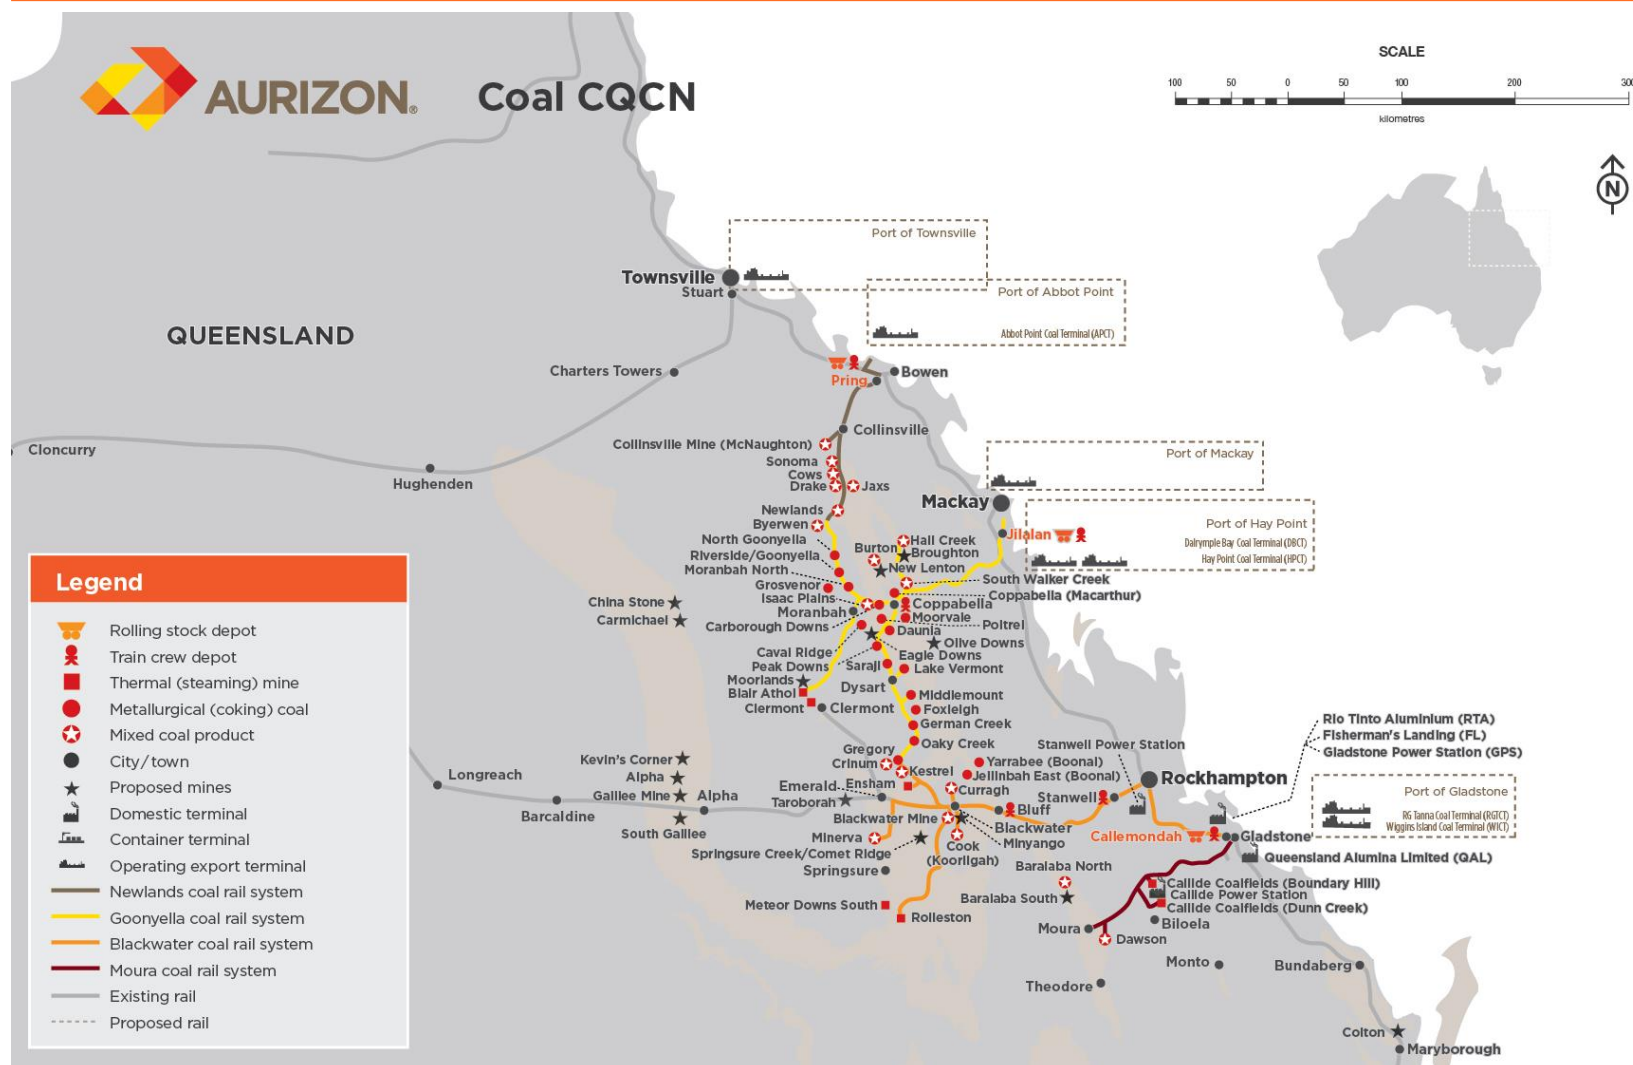 AURIZON®
Coal CQCN
SCALE
100 50 0 50 100 200 300
kilometres
N
QUEENSLAND
Port of Townsville
Townsville
Stuart
Port of Abbot Point
Abbot Point Coal Terminal (APCT)
Charters Towers
Pring
Bowen
Cloncurry
Hughenden
Collinsville
Collinsville Mine (McNaughton)
Sonoma
Cows
Drake
Jaxs
Port of Mackay
Mackay
Newlands
Byerwen
Port of Hay Point
Dalrymple Bay Coal Terminal (DBCT)
Hay Point Coal Terminal (HPCT)
Jilalan
North Goonyella
Riverside/Goonyella
Moranbah North
Grosvenor
Isaac Plains
Moranbah
Carborough Downs
Burton
Hail Creek
Broughton
New Lenton
South Walker Creek
Coppabella (Macarthur)
Coppabella
Moorvale
Poitrel
Daunia
Olive Downs
Eagle Downs
Lake Vermont
China Stone
Carmichael
Caval Ridge
Peak Downs
Saraji
Moorlands
Blair Athol
Clermont
Clermont
Dysart
Middlemount
Foxleigh
German Creek
Oaky Creek
Gregory
Crinum
Kestrel
Yarrabee (Boonal)
Jellinbah East (Boonal)
Curragh
Stanwell Power Station
Rockhampton
Stanwell
Bluff
Rio Tinto Aluminium (RTA)
Fisherman's Landing (FL)
Gladstone Power Station (GPS)
Port of Gladstone
RG Tanna Coal Terminal (RGTCT)
Wiggins Island Coal Terminal (WICT)
Longreach
Barcaldine
Kevin's Corner
Alpha
Galilee Mine
Alpha
South Galilee
Emerald
Ensham
Taroborah
Blackwater Mine
Minerva
Springsure Creek/Comet Ridge
Springsure
Blackwater
Minyango
Cook
(Koorilgah)
Callemondah
Gladstone
Queensland Alumina Limited (QAL)
Baralaba North
Baralaba South
Callide Coalfields (Boundary Hill)
Callide Power Station
Callide Coalfields (Dunn Creek)
Biloela
Meteor Downs South
Rolleston
Moura
Dawson
Monto
Theodore
Bundaberg
Colton
Maryborough
Legend
Rolling stock depot
Train crew depot
Thermal (steaming) mine
Metallurgical (coking) coal
Mixed coal product
City/town
Proposed mines
Domestic terminal
Container terminal
Operating export terminal
Newlands coal rail system
Goonyella coal rail system
Blackwater coal rail system
Moura coal rail system
Existing rail
Proposed rail